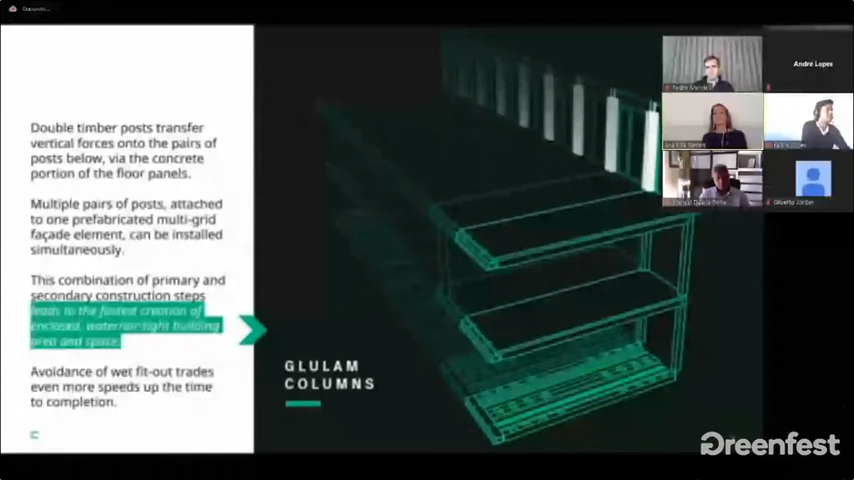 Double timber posts transfer
vertical forces onto the pairs of
posts below, via the concrete
portion of the floor panels.
Multiple pairs of posts, attached
to one prefabricated multi-grid
façade element, can be installed
simultaneously.
This combination of primary and
secondary construction steps
leads to the fastest creation of
enclosed, water/air-tight building
area and space.
Avoidance of wet fit-out trades
even more speeds up the time
to completion.
GLULAM
COLUMNS
André Lopes
Gilberto Jordan
Greenfest